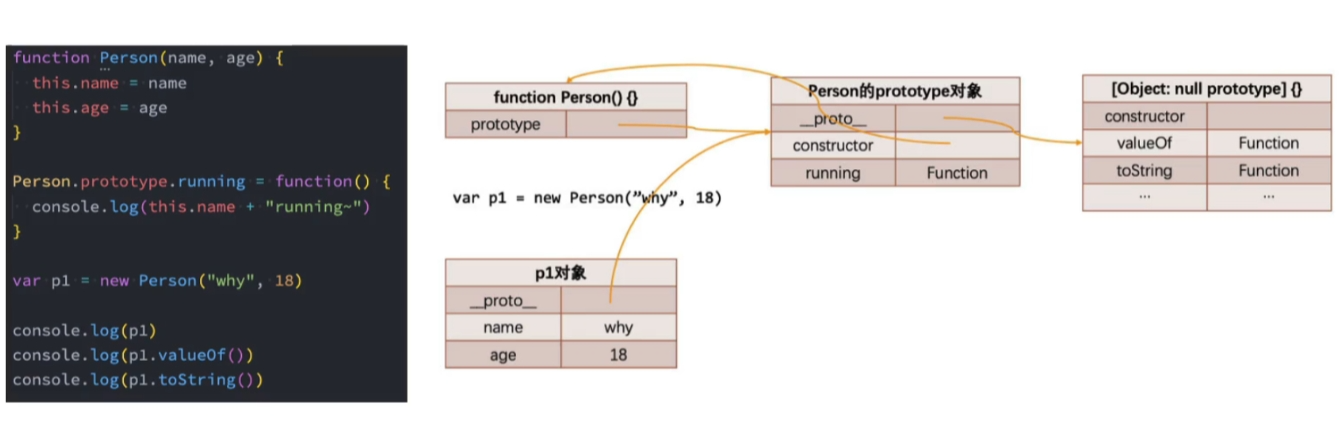 function Person(name, age) {
this.name = name
this.age = age
}
Person.prototype.running = function() {
console.log(this.name + "running~")
}
var p1 = new Person("why", 18)
console.log(p1)
console.log(p1.valueOf())
console.log(p1.toString())
function Person() {}
prototype
var p1 = new Person(”why”, 18)
p1对象
__proto__
name why
age 18
Person的prototype对象
__proto__
constructor
running Function
[Object: null prototype] {}
constructor
valueOf Function
toString Function
... ...